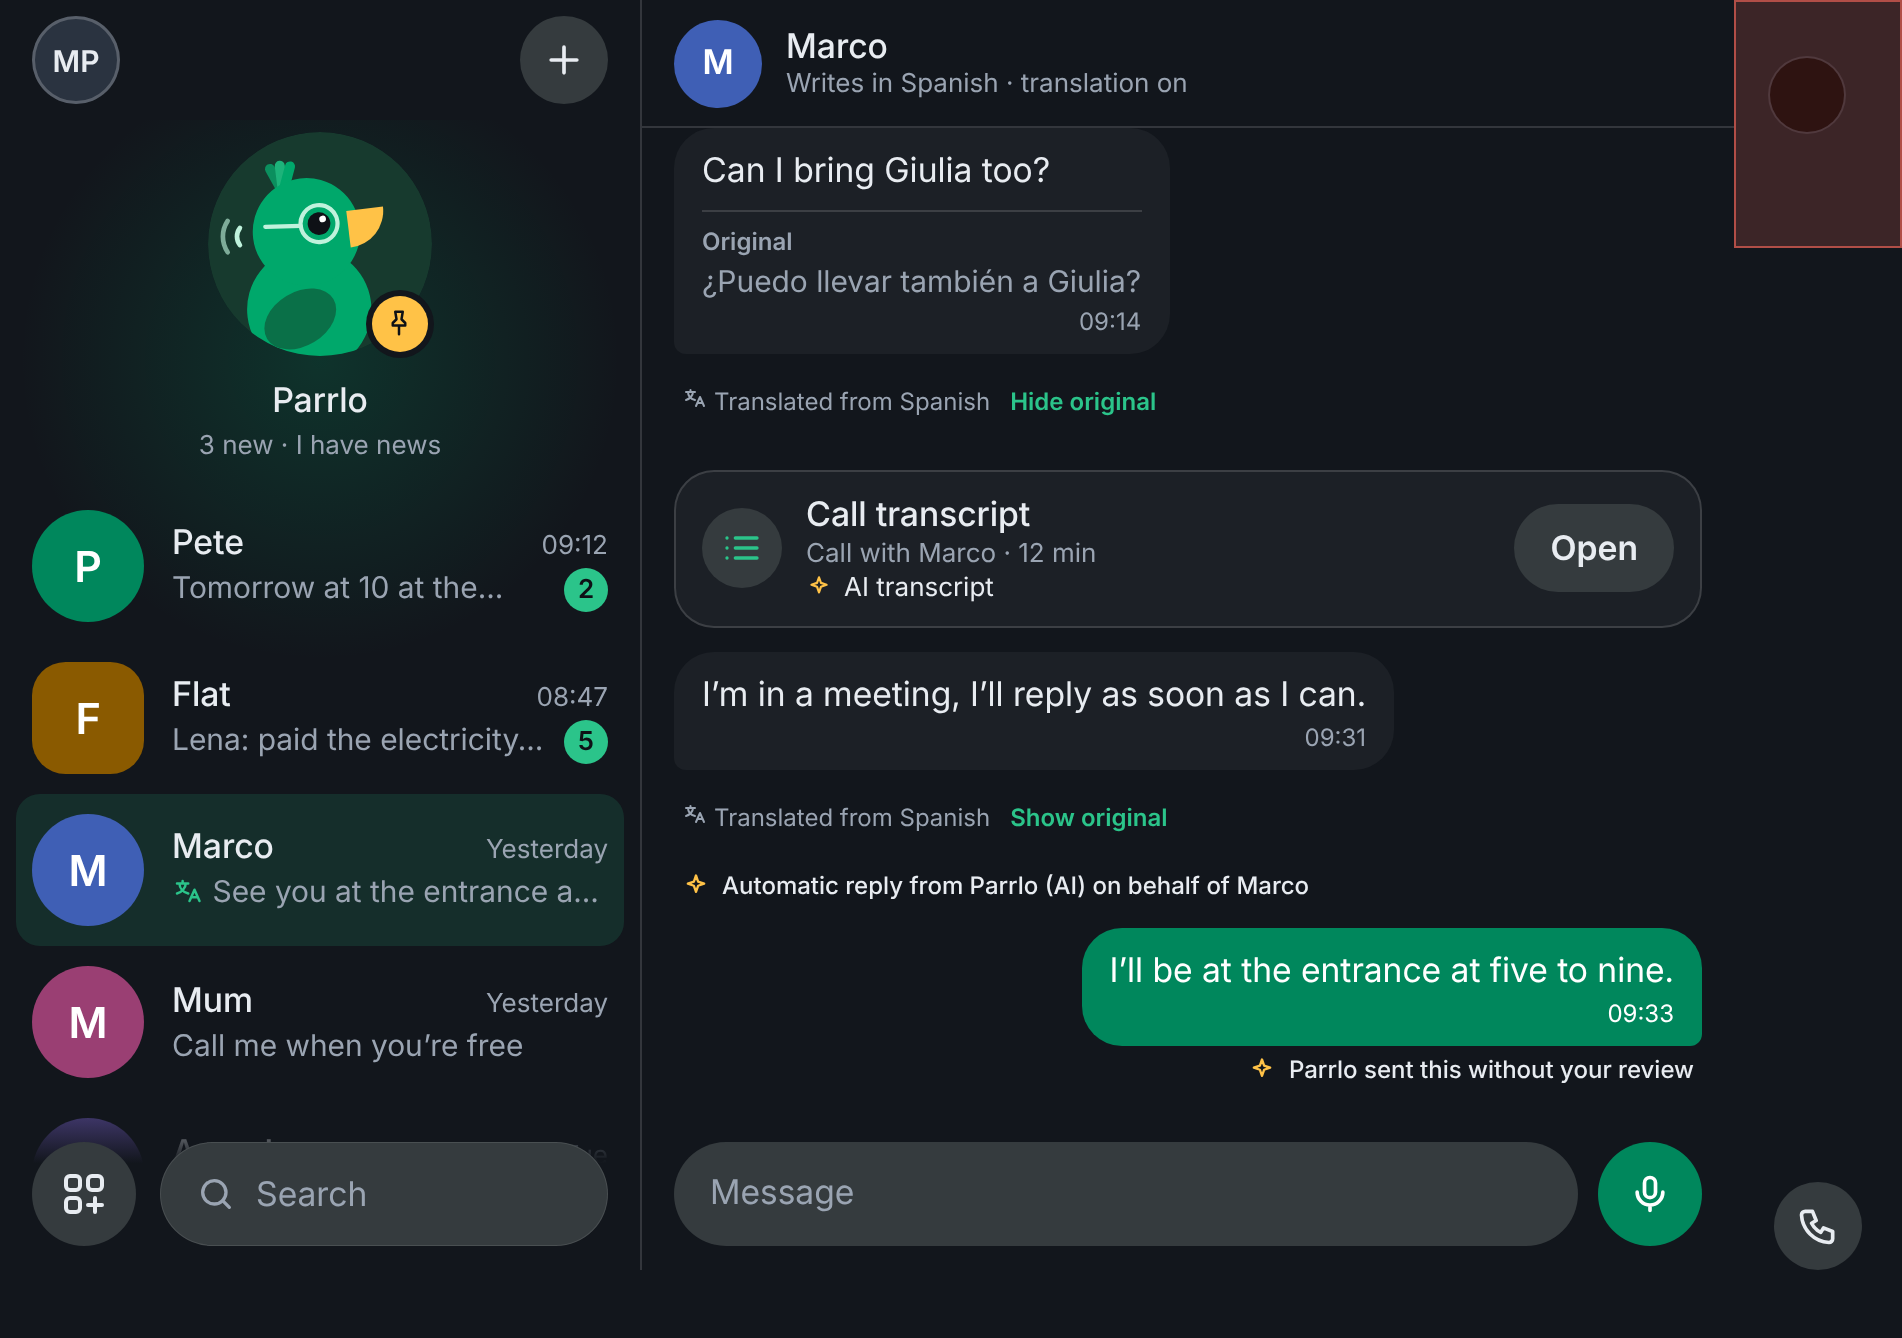 MP
Parrlo
3 new · I have news
P
Pete
09:12
Tomorrow at 10 at the...
2
F
Flat
08:47
Lena: paid the electricity...
5
M
Marco
Yesterday
See you at the entrance a...
M
Mum
Yesterday
Call me when you’re free
Search
M
Marco
Writes in Spanish · translation on
Can I bring Giulia too?
Original
¿Puedo llevar también a Giulia?
09:14
Translated from Spanish Hide original
Call transcript
Call with Marco · 12 min
AI transcript
Open
I’m in a meeting, I’ll reply as soon as I can.
09:31
Translated from Spanish Show original
Automatic reply from Parrlo (AI) on behalf of Marco
I’ll be at the entrance at five to nine.
09:33
Parrlo sent this without your review
Message